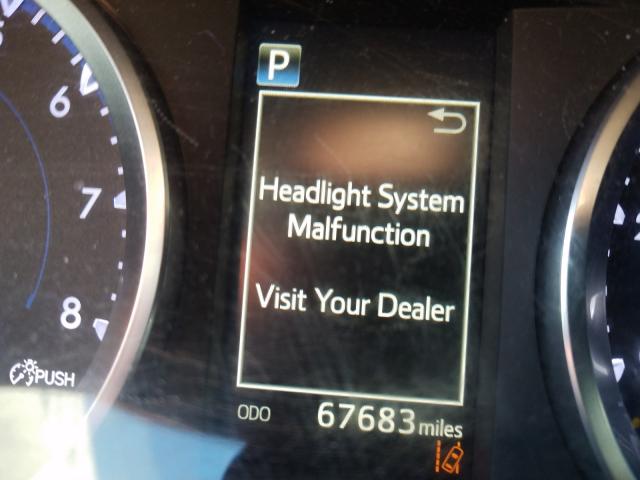 P
6
7
8
PUSH
Headlight System
Malfunction
Visit Your Dealer
ODO 67683 miles